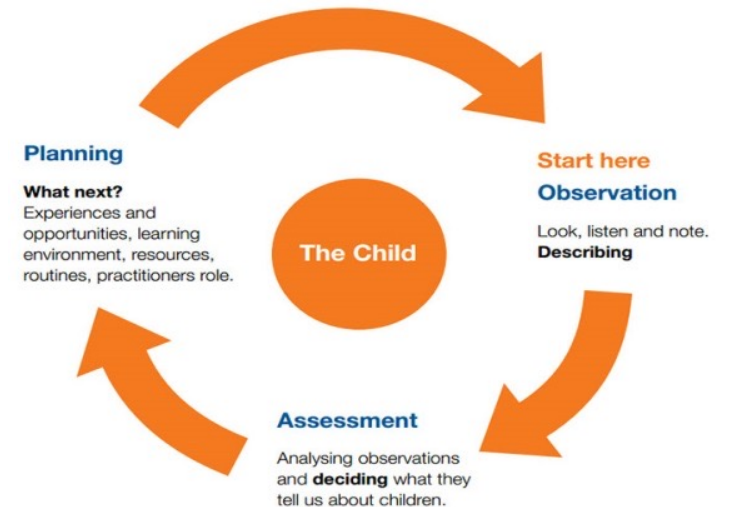 Planning
What next?
Experiences and
opportunities, learning
environment, resources,
routines, practitioners role.
The Child
Start here
Observation
Look, listen and note.
Describing
Assessment
Analysing observations
and deciding what they
tell us about children.